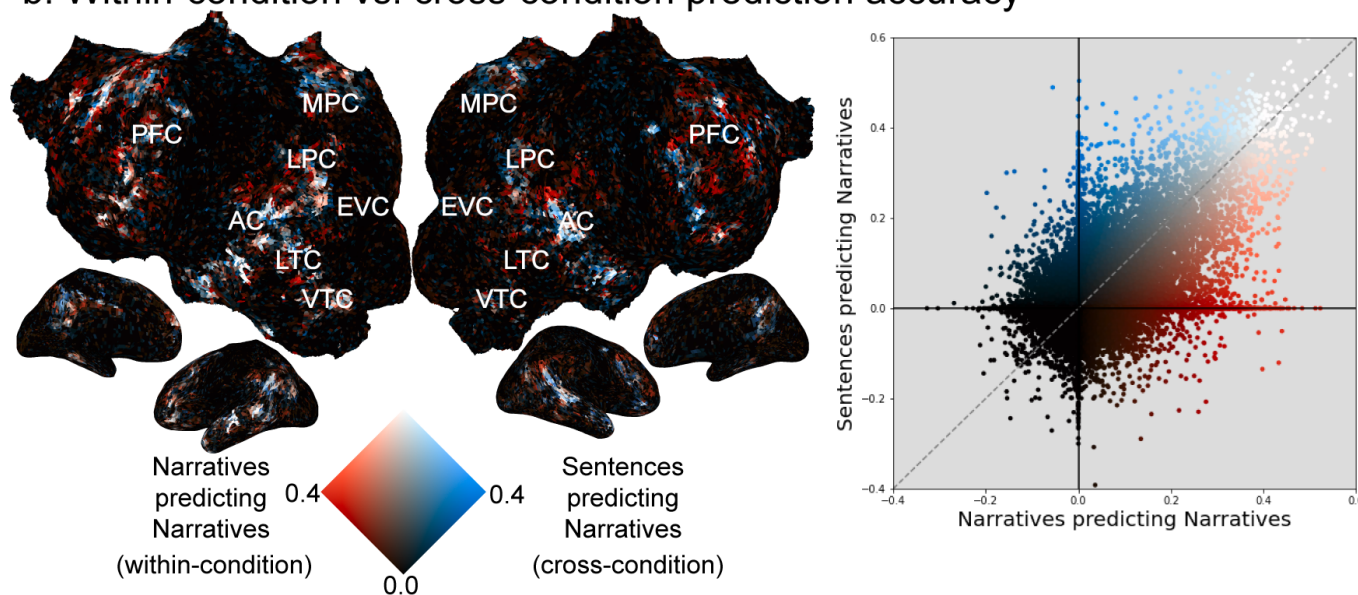 b. Within-condition vs. cross-condition prediction accuracy
MPC
MPC
PFC
PFC
LPC
LPC
EVC
EVC
AC
AC
LTC
LTC
VTC
VTC
Narratives
predicting
Narratives
(within-condition)
0.4
0.4
0.0
Sentences
predicting
Narratives
(cross-condition)
Sentences predicting Narratives
0.6
0.4
0.2
0.0
−0.2
−0.4
−0.4
−0.2
0.0
0.2
0.4
Narratives predicting Narratives